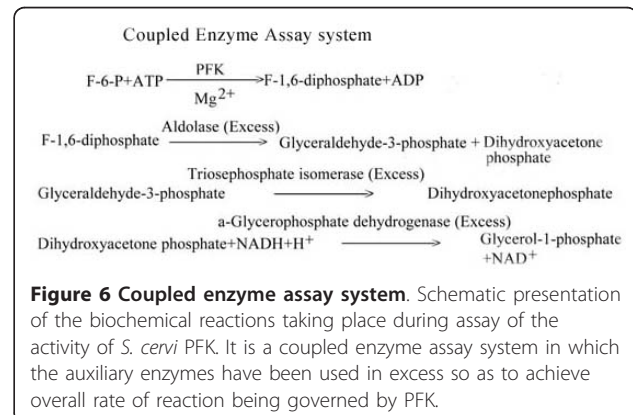 Coupled Enzyme Assay system
PFK
F-6-P+ATP ⟶ F-1,6-diphosphate+ADP
Mg2+
Aldolase (Excess)
F-1,6-diphosphate ⟶ Glyceraldehyde-3-phosphate + Dihydroxyacetone
phosphate
Triosephosphate isomerase (Excess)
Glyceraldehyde-3-phosphate ⟶ Dihydroxyacetonephosphate
a-Glycerophosphate dehydrogenase (Excess)
Dihydroxyacetone phosphate+NADH+H+ ⟶ Glycerol-1-phosphate
+NAD+
Figure 6 Coupled enzyme assay system. Schematic presentation
of the biochemical reactions taking place during assay of the
activity of S. cervi PFK. It is a coupled enzyme assay system in which
the auxiliary enzymes have been used in excess so as to achieve
overall rate of reaction being governed by PFK.